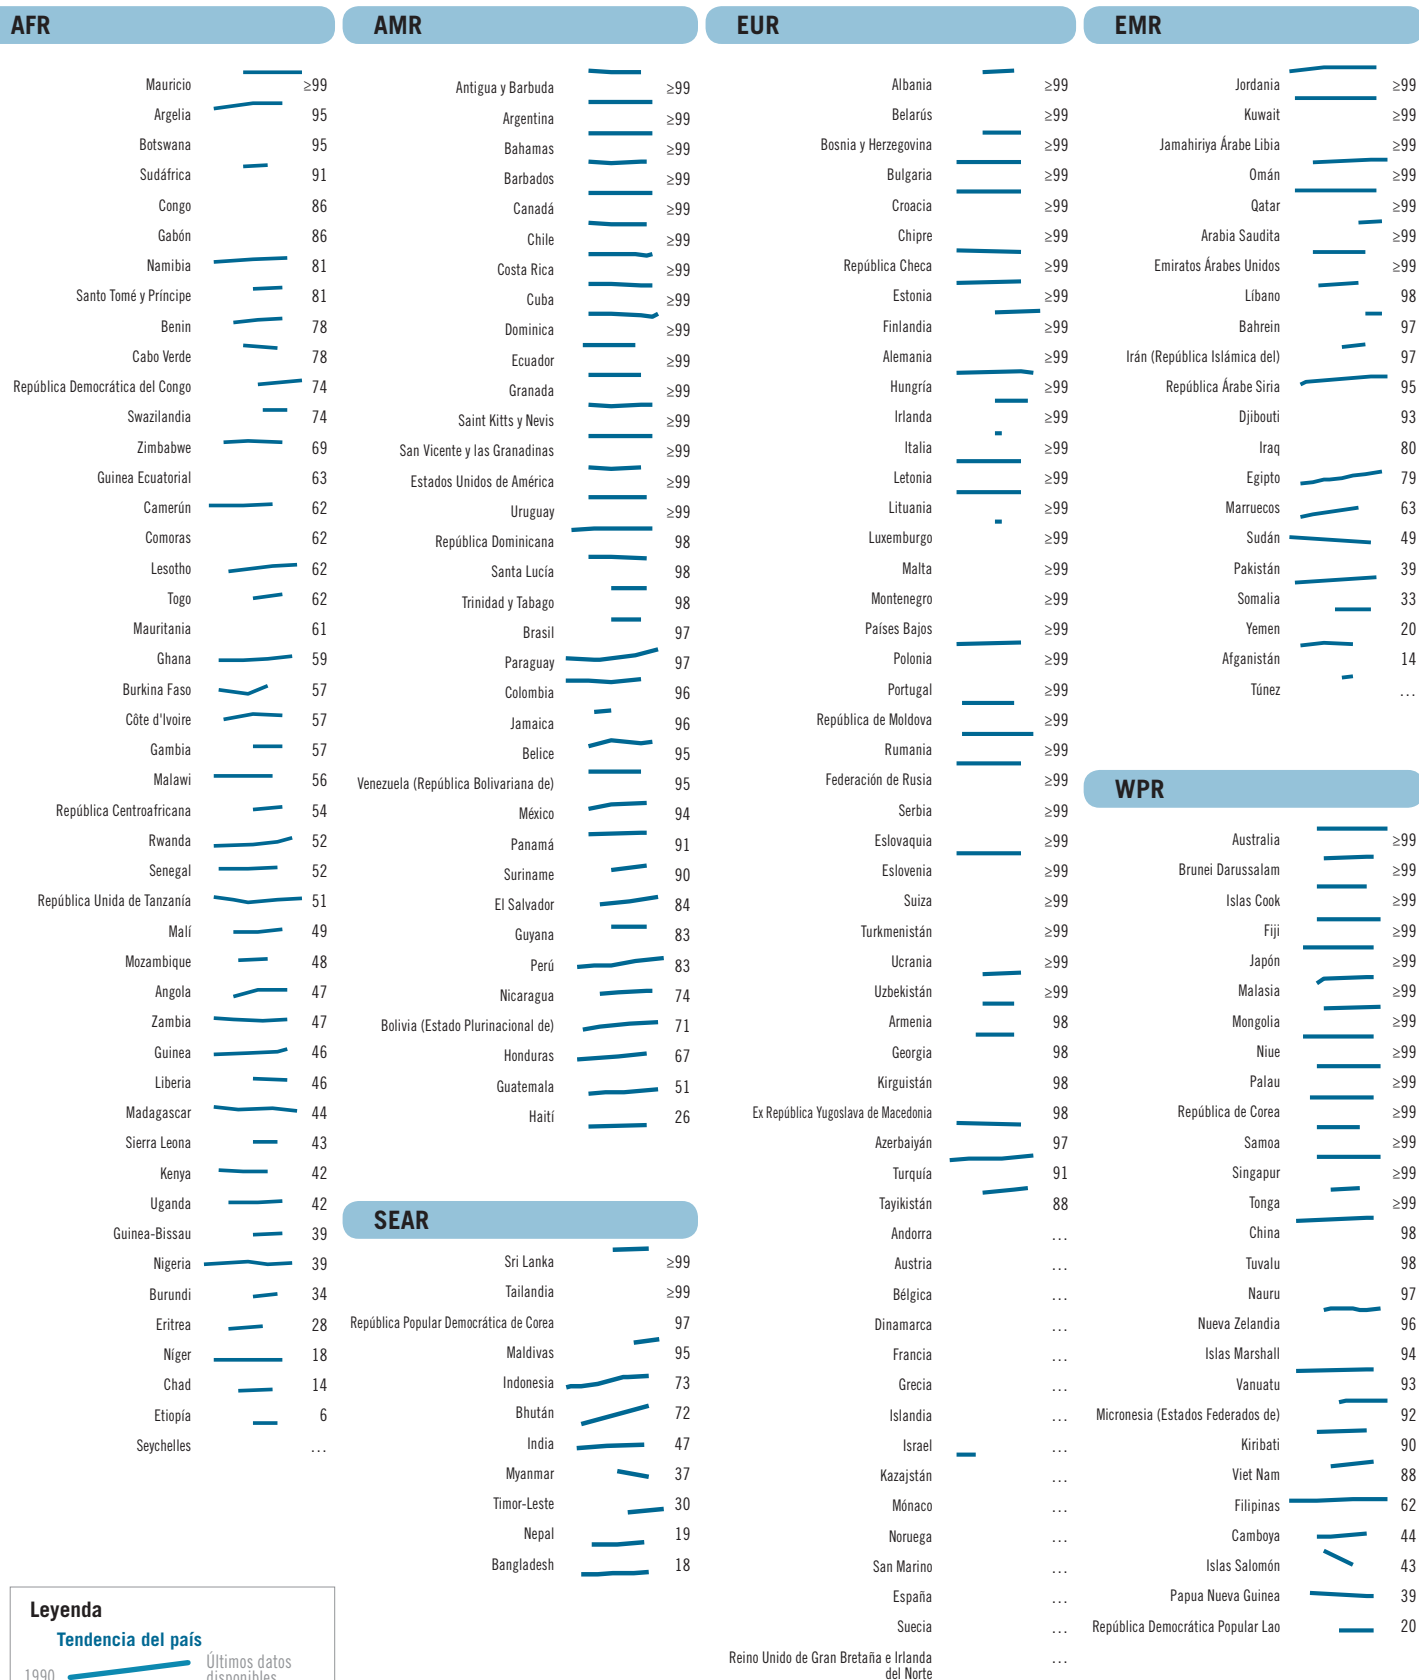 AFR
Mauricio ≥99
Argelia 95
Botswana 95
Sudáfrica 91
Congo 86
Gabón 86
Namibia 81
Santo Tomé y Príncipe 81
Benin 78
Cabo Verde 78
República Democrática del Congo 74
Swazilandia 74
Zimbabwe 69
Guinea Ecuatorial 63
Camerún 62
Comoras 62
Lesotho 62
Togo 62
Mauritania 61
Ghana 59
Burkina Faso 57
Côte d'Ivoire 57
Gambia 57
Malawi 56
República Centroafricana 54
Rwanda 52
Senegal 52
República Unida de Tanzanía 51
Malí 49
Mozambique 48
Angola 47
Zambia 47
Guinea 46
Liberia 46
Madagascar 44
Sierra Leona 43
Kenya 42
Uganda 42
Guinea-Bissau 39
Nigeria 39
Burundi 34
Eritrea 28
Níger 18
Chad 14
Etiopía 6
Seychelles ...
Leyenda
Tendencia del país
1990
Últimos datos
disponibles
AMR
Antigua y Barbuda ≥99
Argentina ≥99
Bahamas ≥99
Barbados ≥99
Canadá ≥99
Chile ≥99
Costa Rica ≥99
Cuba ≥99
Dominica ≥99
Ecuador ≥99
Granada ≥99
Saint Kitts y Nevis ≥99
San Vicente y las Granadinas ≥99
Estados Unidos de América ≥99
Uruguay ≥99
República Dominicana 98
Santa Lucía 98
Trinidad y Tabago 98
Brasil 97
Paraguay 97
Colombia 96
Jamaica 96
Belice 95
Venezuela (República Bolivariana de) 95
México 94
Panamá 91
Suriname 90
El Salvador 84
Guyana 83
Perú 83
Nicaragua 74
Bolivia (Estado Plurinacional de) 71
Honduras 67
Guatemala 51
Haití 26
SEAR
Sri Lanka ≥99
Tailandia ≥99
República Popular Democrática de Corea 97
Maldivas 95
Indonesia 73
Bhután 72
India 47
Myanmar 37
Timor-Leste 30
Nepal 19
Bangladesh 18
EUR
Albania ≥99
Belarús ≥99
Bosnia y Herzegovina ≥99
Bulgaria ≥99
Croacia ≥99
Chipre ≥99
República Checa ≥99
Estonia ≥99
Finlandia ≥99
Alemania ≥99
Hungría ≥99
Irlanda ≥99
Italia ≥99
Letonia ≥99
Lituania ≥99
Luxemburgo ≥99
Malta ≥99
Montenegro ≥99
Países Bajos ≥99
Polonia ≥99
Portugal ≥99
República de Moldova ≥99
Rumania ≥99
Federación de Rusia ≥99
Serbia ≥99
Eslovaquia ≥99
Eslovenia ≥99
Suiza ≥99
Turkmenistán ≥99
Ucrania ≥99
Uzbekistán ≥99
Armenia 98
Georgia 98
Kirguistán 98
Ex República Yugoslava de Macedonia 98
Azerbaiyán 97
Turquía 91
Tayikistán 88
Andorra ...
Austria ...
Bélgica ...
Dinamarca ...
Francia ...
Grecia ...
Islandia ...
Israel ...
Kazajstán ...
Mónaco ...
Noruega ...
San Marino ...
España ...
Suecia ...
Reino Unido de Gran Bretaña e Irlanda ...
del Norte
EMR
Jordania ≥99
Kuwait ≥99
Jamahiriya Árabe Libia ≥99
Omán ≥99
Qatar ≥99
Arabia Saudita ≥99
Emiratos Árabes Unidos ≥99
Líbano 98
Bahrein 97
Irán (República Islámica del) 97
República Árabe Siria 95
Djibouti 93
Iraq 80
Egipto 79
Marruecos 63
Sudán 49
Pakistán 39
Somalia 33
Yemen 20
Afganistán 14
Túnez ...
WPR
Australia ≥99
Brunei Darussalam ≥99
Islas Cook ≥99
Fiji ≥99
Japón ≥99
Malasia ≥99
Mongolia ≥99
Niue ≥99
Palau ≥99
República de Corea ≥99
Samoa ≥99
Singapur ≥99
Tonga ≥99
China 98
Tuvalu 98
Nauru 97
Nueva Zelandia 96
Islas Marshall 94
Vanuatu 93
Micronesia (Estados Federados de) 92
Kiribati 90
Viet Nam 88
Filipinas 62
Camboya 44
Islas Salomón 43
Papua Nueva Guinea 39
República Democrática Popular Lao 20